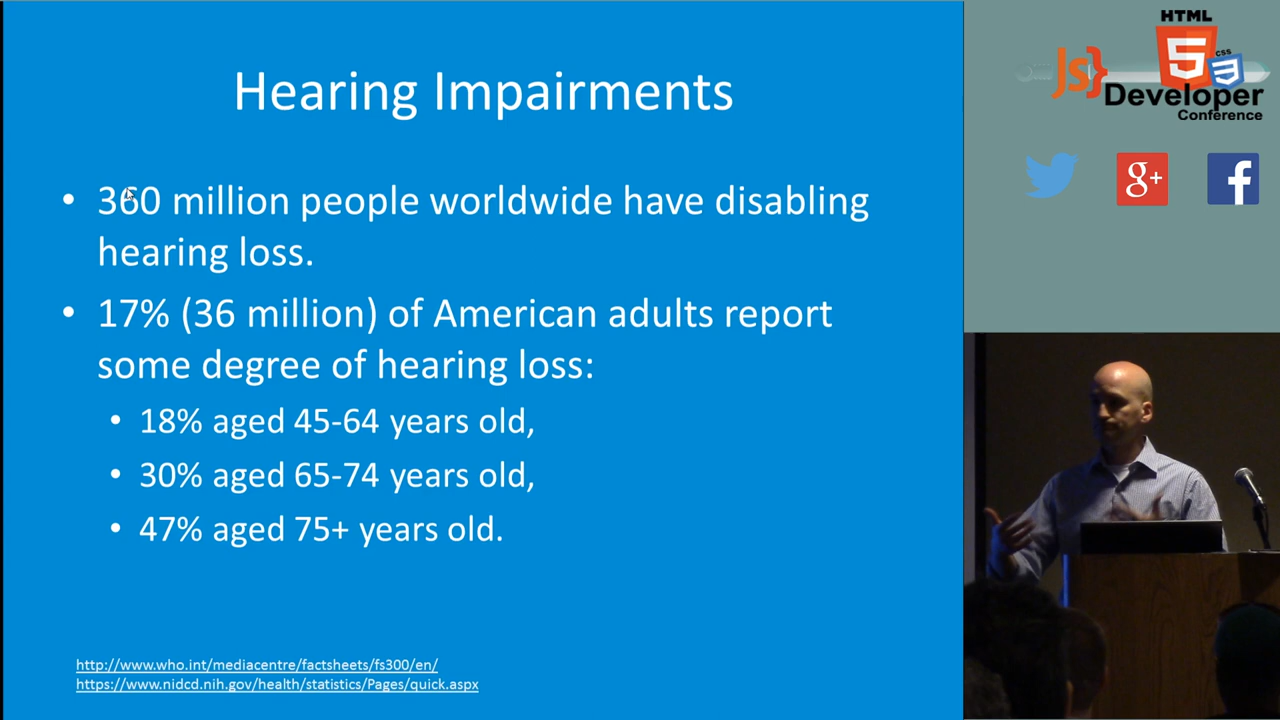 Hearing Impairments
• 360 million people worldwide have disabling
hearing loss.
• 17% (36 million) of American adults report
some degree of hearing loss:
• 18% aged 45-64 years old,
• 30% aged 65-74 years old,
• 47% aged 75+ years old.
http://www.who.int/mediacentre/factsheets/fs300/en/
https://www.nidcd.nih.gov/health/statistics/Pages/quick.aspx
HTML
5
css
3
JS}
Developer
Conference
g+
f